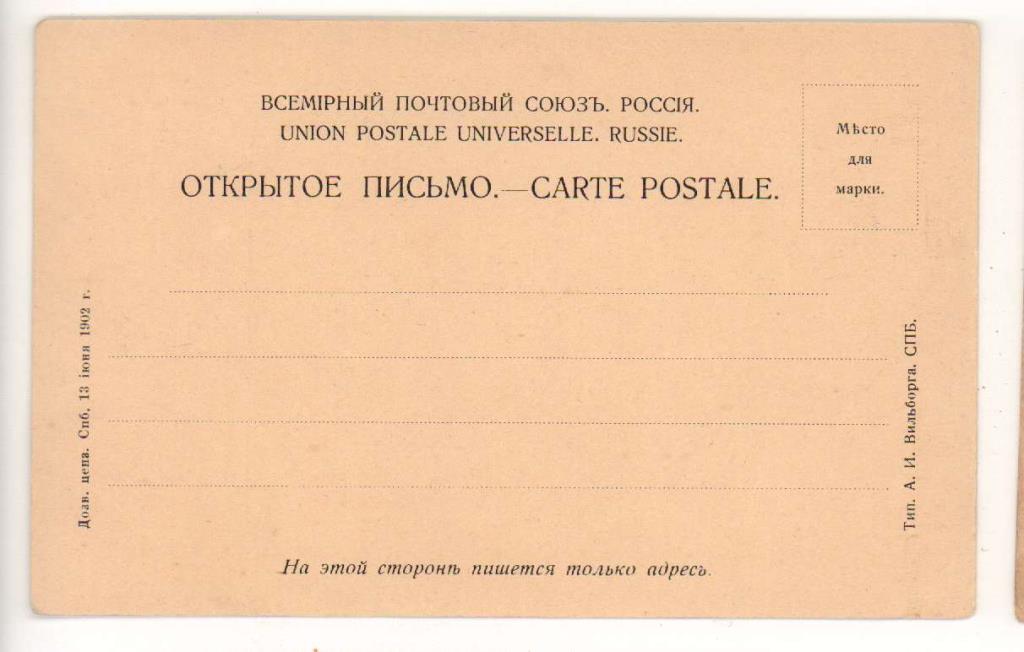 ВСЕМІРНЫЙ ПОЧТОВЫЙ СОЮЗЪ. РОССІЯ.
UNION POSTALE UNIVERSELLE. RUSSIE.
ОТКРЫТОЕ ПИСЬМО.—CARTE POSTALE.
Мѣсто
для
марки.
Дозв. цена. Спб. 13 іюня 1902 г.
Тип. А. И. Вильборга. СПБ.
На этой сторонѣ пишется только адресъ.